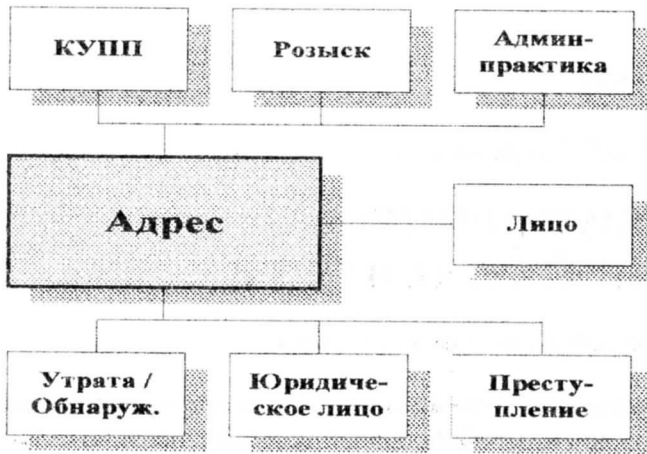 КУПП
Розыск
Админ-
практика
Адрес
Лицо
Утрата /
Обнаруж.
Юридиче-
ское лицо
Престу-
пление